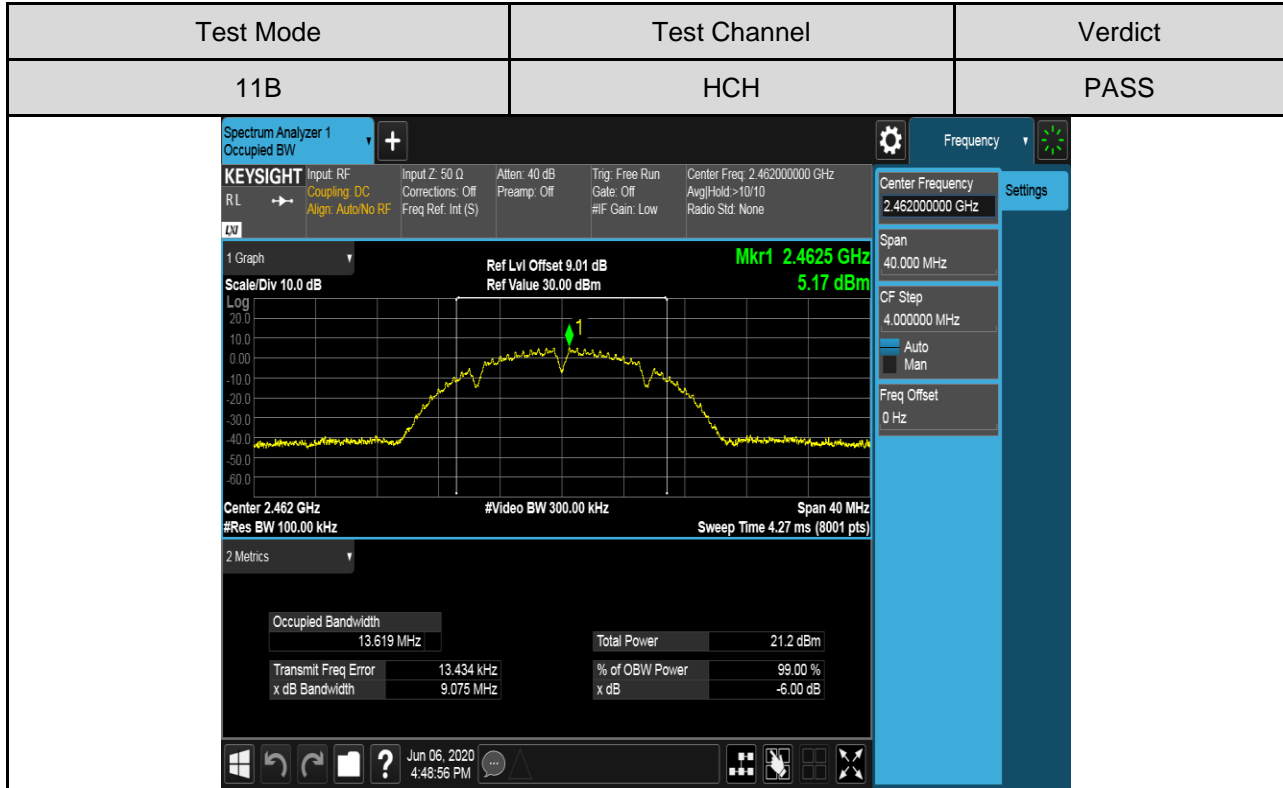 Test Mode Test Channel Verdict
11B HCH PASS
Spectrum Analyzer 1
Occupied BW
Frequency
KEYSIGHT Input: RF Input Z: 50 Ω Atten: 40 dB Trig: Free Run Center Freq: 2.462000000 GHz
RL Coupling: DC Corrections: Off Preamp: Off Gate: Off Avg|Hold:>10/10
Align: Auto/No RF Freq Ref: Int (S) #IF Gain: Low Radio Std: None
LXI
Center Frequency
2.462000000 GHz
Settings
Span
40.000 MHz
CF Step
4.000000 MHz
Auto
Man
Freq Offset
0 Hz
1 Graph Ref Lvl Offset 9.01 dB Mkr1 2.4625 GHz
Scale/Div 10.0 dB Ref Value 30.00 dBm 5.17 dBm
Log
20.0
10.0
0.00
-10.0
-20.0
-30.0
-40.0
-50.0
-60.0
1
Center 2.462 GHz #Video BW 300.00 kHz Span 40 MHz
#Res BW 100.00 kHz Sweep Time 4.27 ms (8001 pts)
2 Metrics
Occupied Bandwidth
13.619 MHz Total Power 21.2 dBm
Transmit Freq Error 13.434 kHz % of OBW Power 99.00 %
x dB Bandwidth 9.075 MHz x dB -6.00 dB
? Jun 06, 2020
4:48:56 PM